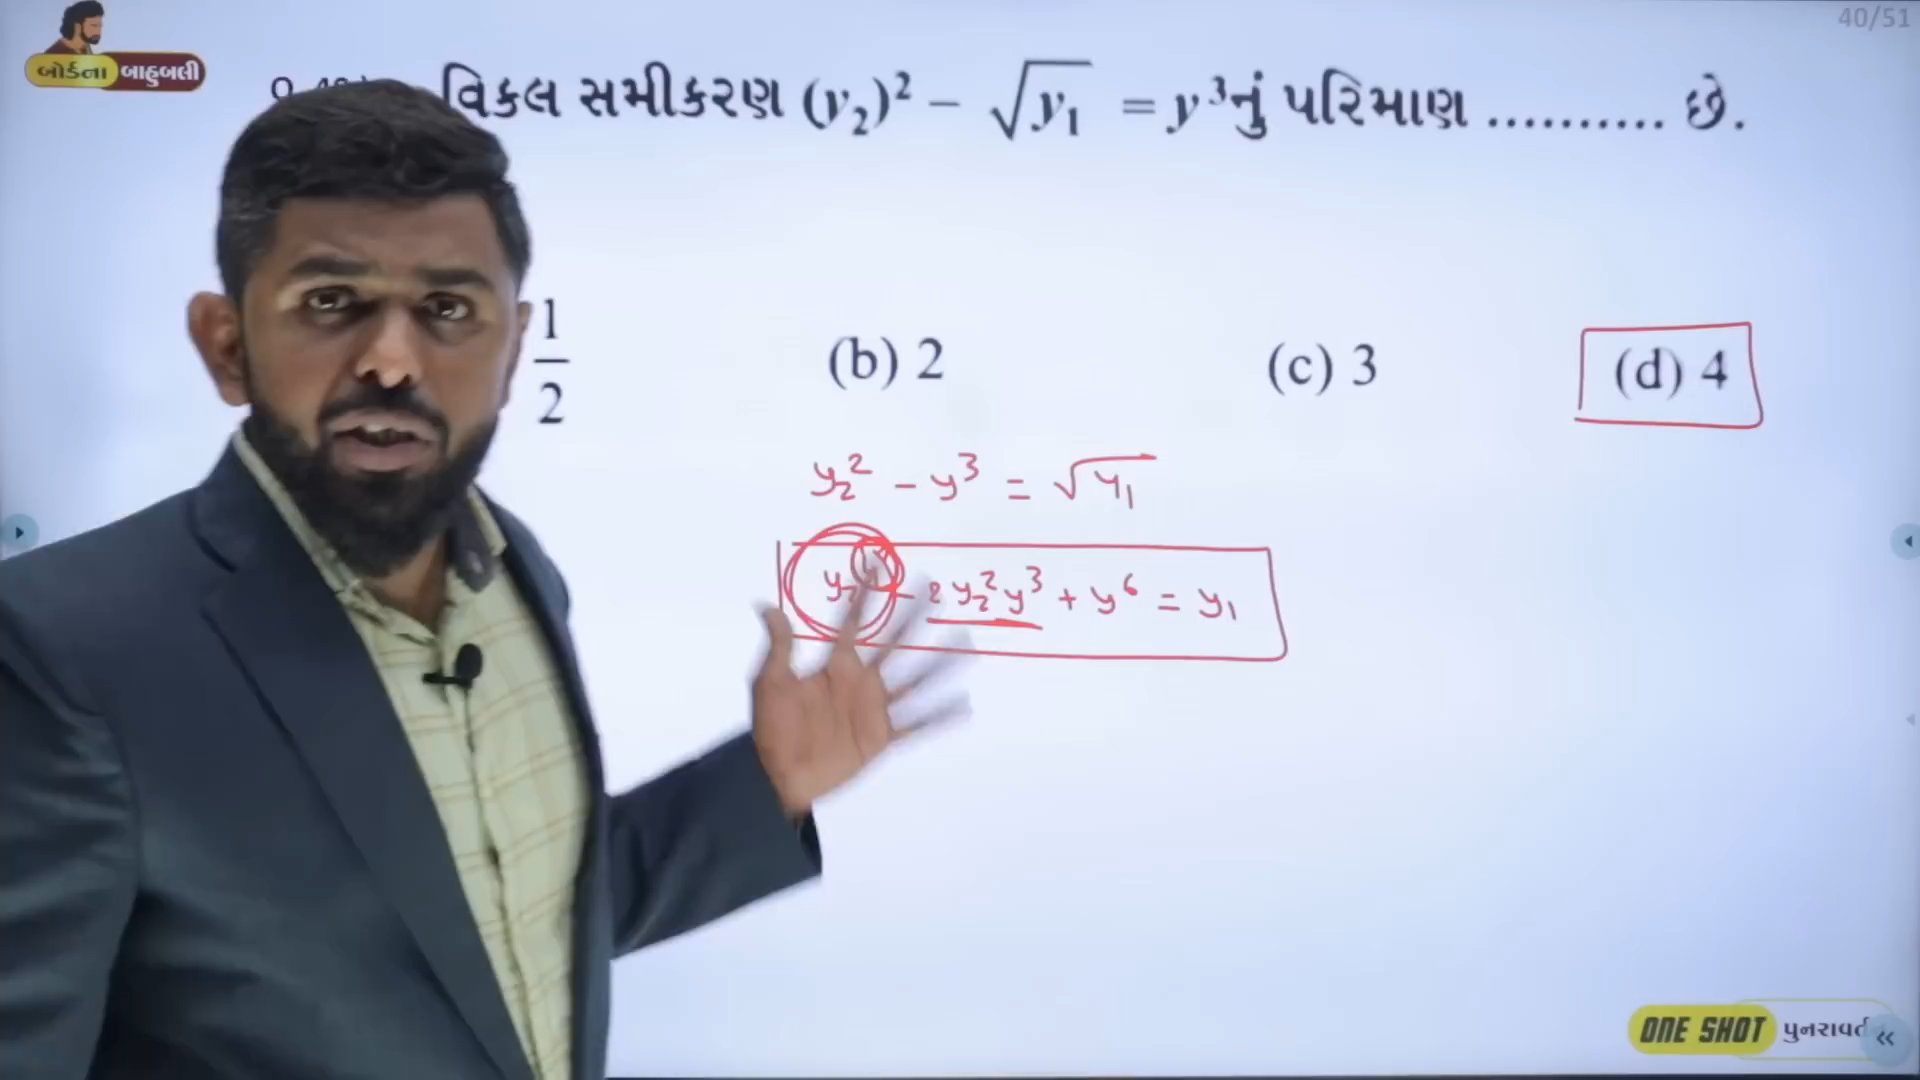 40/51
બોર્ડના બાહુબલી
વિકલ સમીકરણ (y₂)² − √y₁ = y³નું પરિમાણ .......... છે.
1/2 (b) 2 (c) 3 (d) 4
y₂² − y³ = √y₁
y₂⁴ − 2y₂²y³ + y⁶ = y₁
ONE SHOT